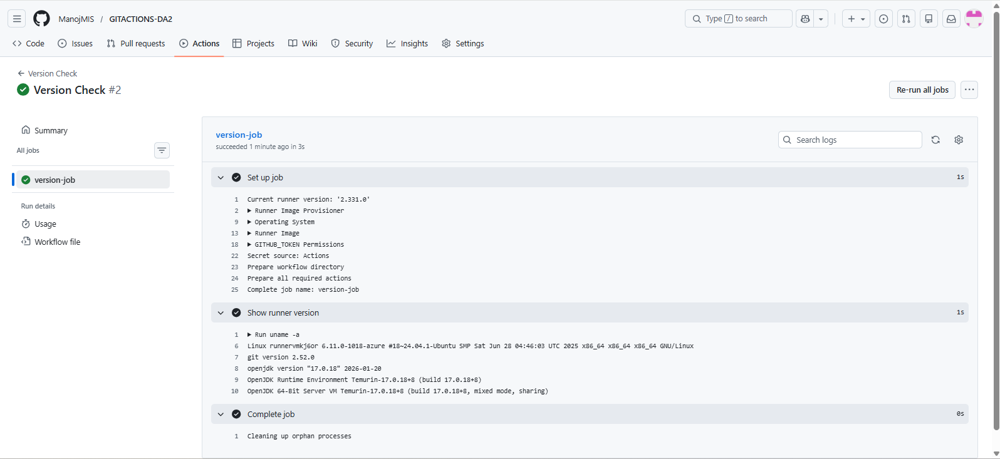 ManojMIS / GITACTIONS-DA2
Type / to search
Code Issues Pull requests Actions Projects Wiki Security Insights Settings
← Version Check
Version Check #2
Re-run all jobs
Summary
All jobs
version-job
Run details
Usage
Workflow file
version-job
succeeded 1 minute ago in 3s
Search logs
Set up job 1s
1 Current runner version: '2.331.0'
2 ▶ Runner Image Provisioner
9 ▶ Operating System
13 ▶ Runner Image
18 ▶ GITHUB_TOKEN Permissions
22 Secret source: Actions
23 Prepare workflow directory
24 Prepare all required actions
25 Complete job name: version-job
Show runner version 1s
1 ▶ Run uname -a
6 Linux runnervmkj6or 6.11.0-1018-azure #18~24.04.1-Ubuntu SMP Sat Jun 28 04:46:03 UTC 2025 x86_64 x86_64 x86_64 GNU/Linux
7 git version 2.52.0
8 openjdk version "17.0.18" 2026-01-20
9 OpenJDK Runtime Environment Temurin-17.0.18+8 (build 17.0.18+8)
10 OpenJDK 64-Bit Server VM Temurin-17.0.18+8 (build 17.0.18+8, mixed mode, sharing)
Complete job 0s
1 Cleaning up orphan processes